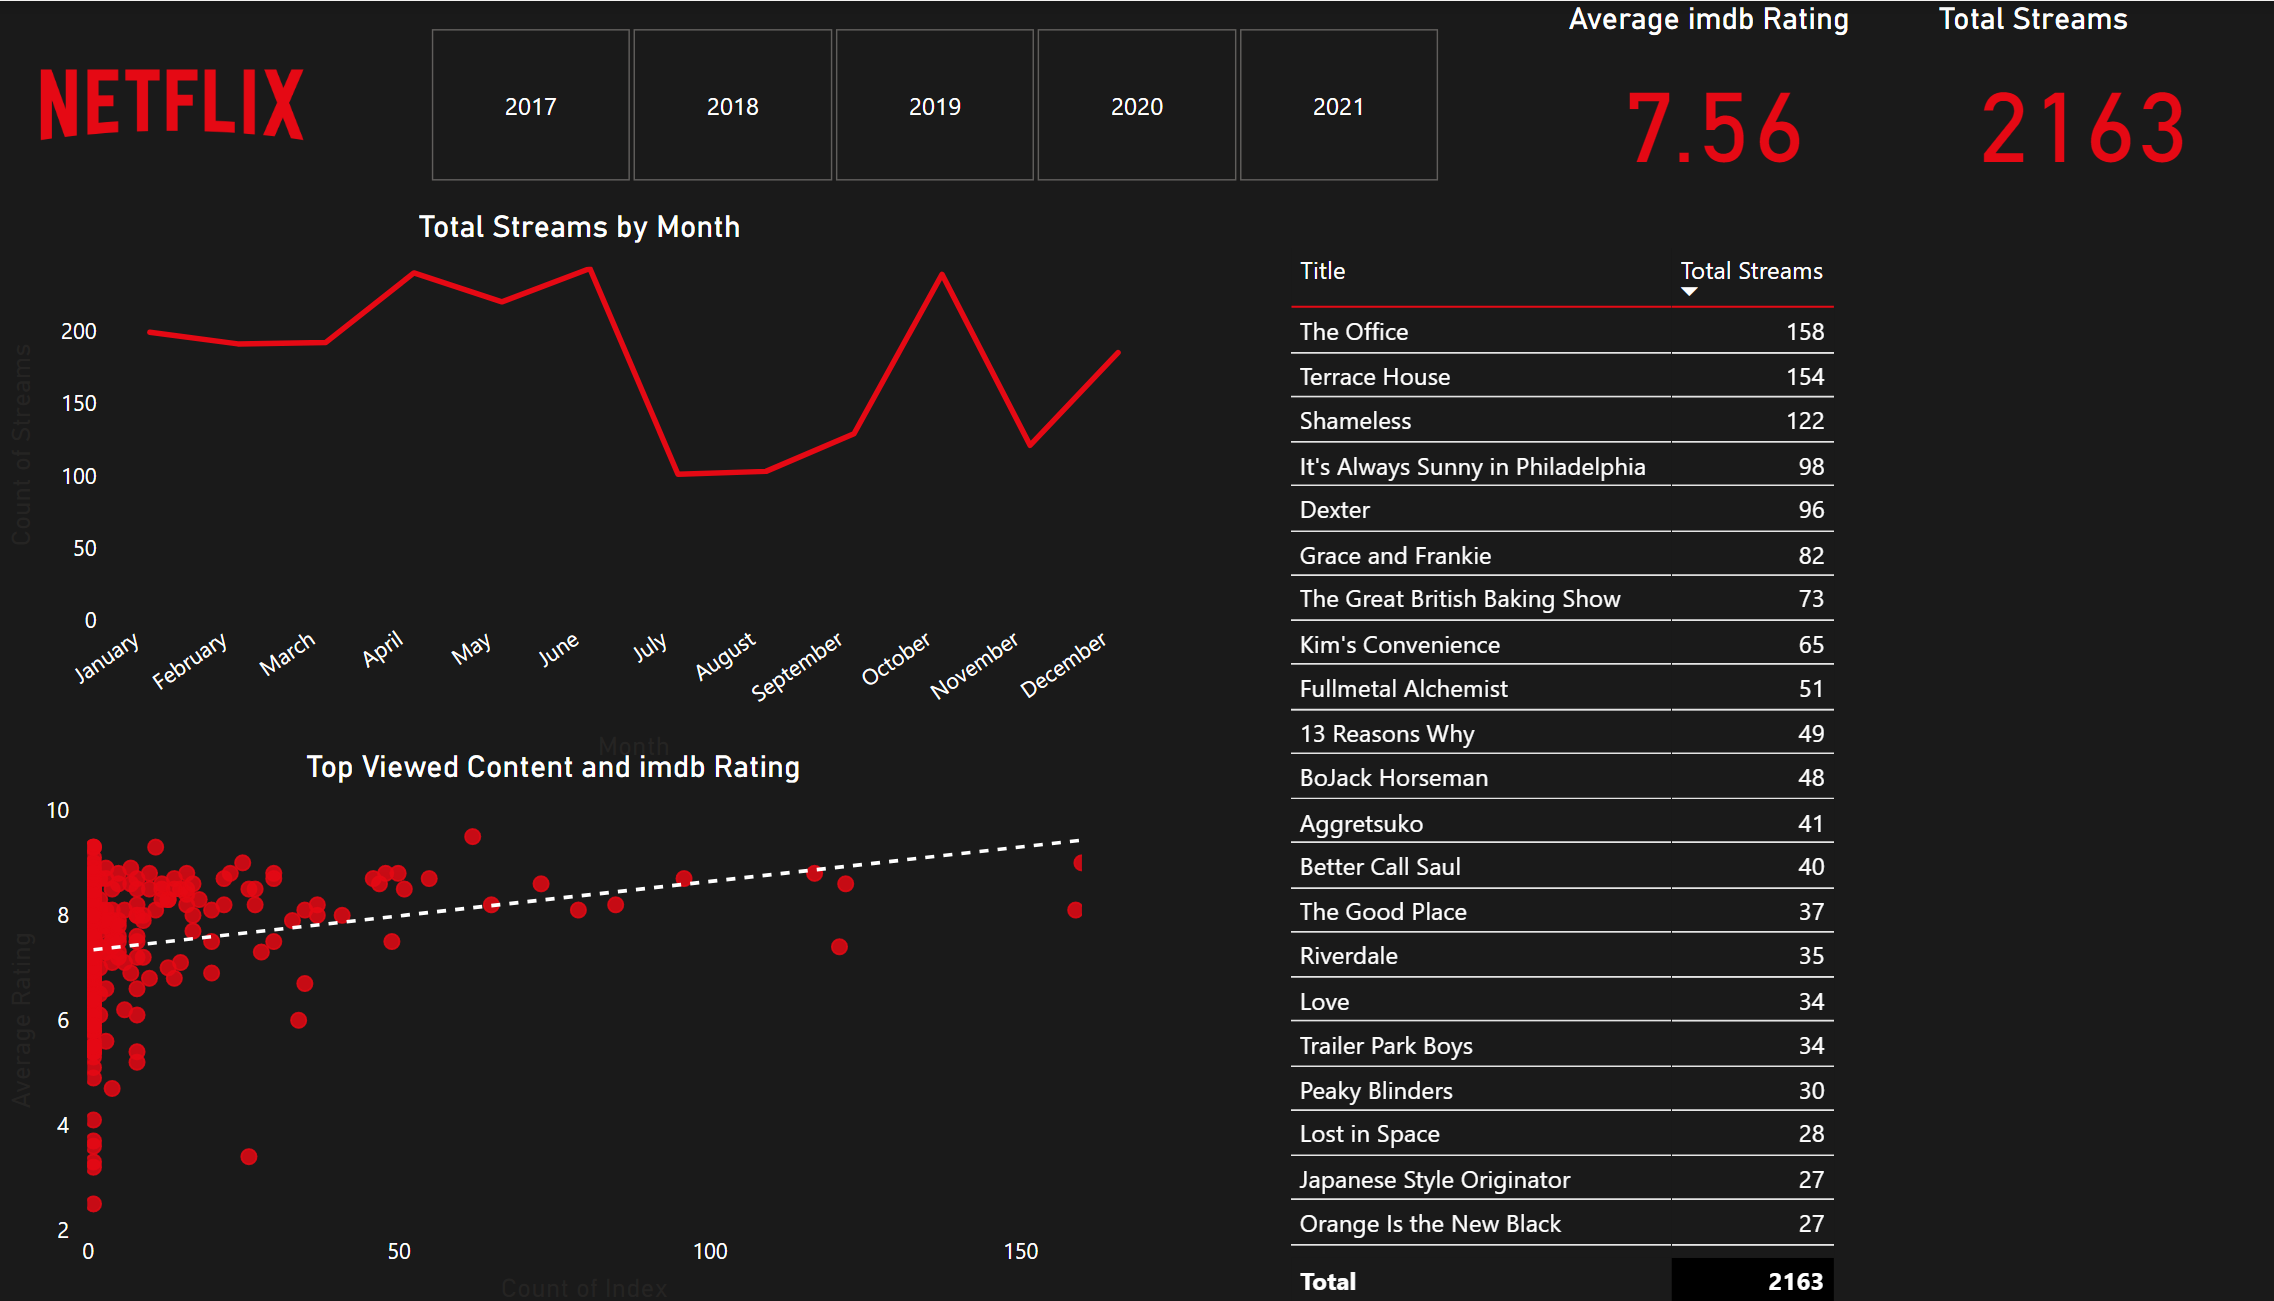 NETFLIX
2017
2018
2019
2020
2021
Average imdb Rating
7.56
Total Streams
2163
Total Streams by Month
Count of Streams
200
150
100
50
0
January
February
March
April
May
June
July
August
September
October
November
December
Month
Top Viewed Content and imdb Rating
Average Rating
10
8
6
4
2
0
50
100
150
Count of Index
Title Total Streams
The Office 158
Terrace House 154
Shameless 122
It's Always Sunny in Philadelphia 98
Dexter 96
Grace and Frankie 82
The Great British Baking Show 73
Kim's Convenience 65
Fullmetal Alchemist 51
13 Reasons Why 49
BoJack Horseman 48
Aggretsuko 41
Better Call Saul 40
The Good Place 37
Riverdale 35
Love 34
Trailer Park Boys 34
Peaky Blinders 30
Lost in Space 28
Japanese Style Originator 27
Orange Is the New Black 27
Total 2163